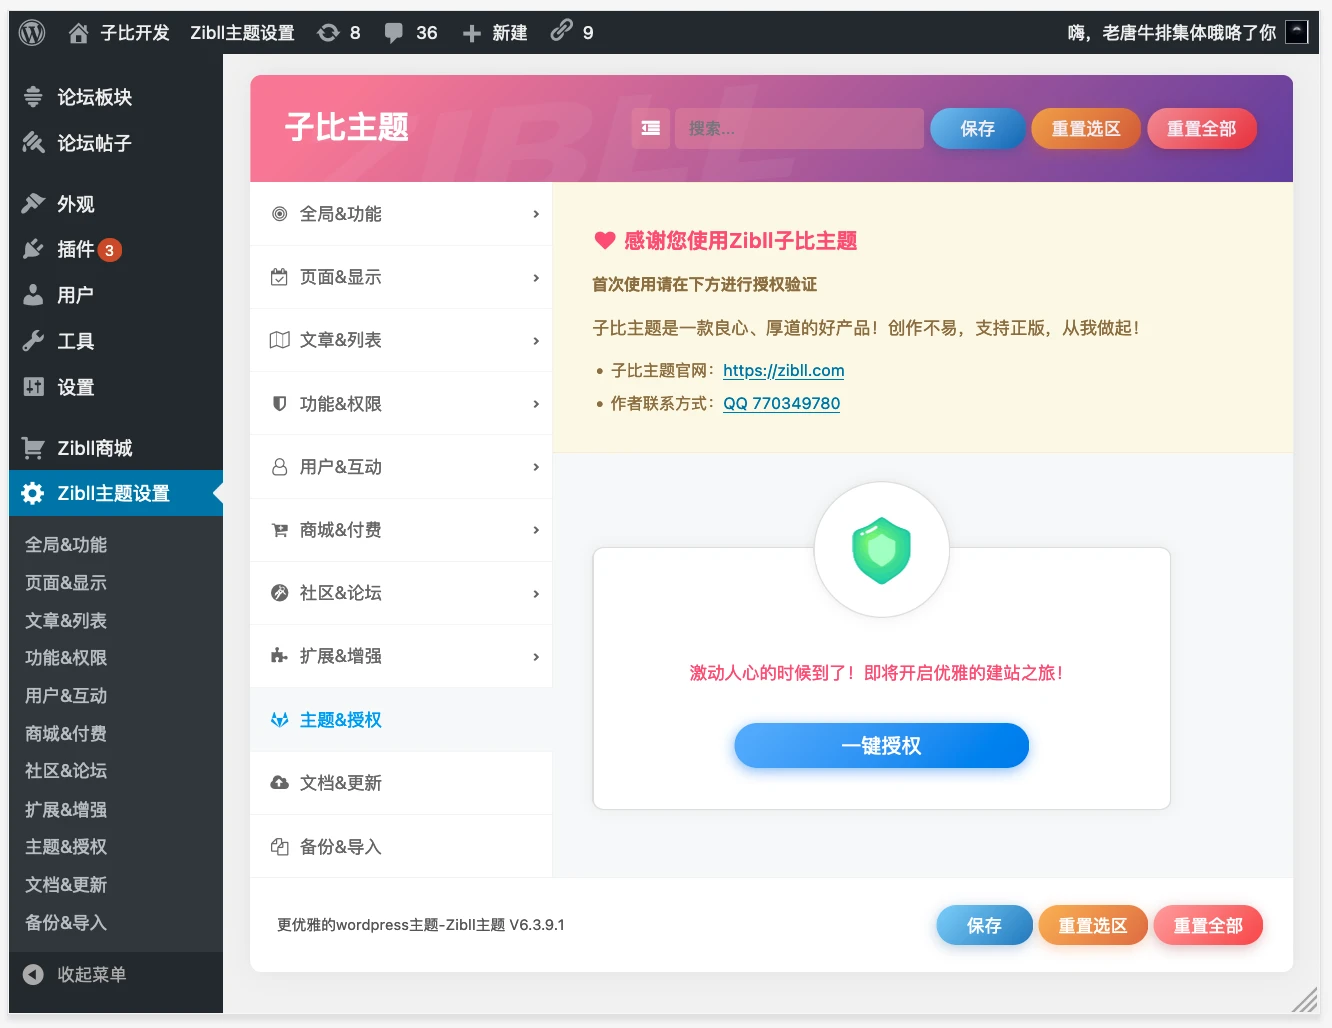 子比开发
Zibll主题设置
8
36
新建
9
嗨，老唐牛排集体哦咯了你
论坛板块
论坛帖子
外观
插件 3
用户
工具
设置
Zibll商城
Zibll主题设置
全局&功能
页面&显示
文章&列表
功能&权限
用户&互动
商城&付费
社区&论坛
扩展&增强
主题&授权
文档&更新
备份&导入
收起菜单
ZIBLL
子比主题
搜索...
保存
重置选区
重置全部
全局&功能
页面&显示
文章&列表
功能&权限
用户&互动
商城&付费
社区&论坛
扩展&增强
主题&授权
文档&更新
备份&导入
感谢您使用Zibll子比主题
首次使用请在下方进行授权验证
子比主题是一款良心、厚道的好产品！创作不易，支持正版，从我做起！
• 子比主题官网：https://zibll.com
• 作者联系方式：QQ 770349780
激动人心的时候到了！即将开启优雅的建站之旅！
一键授权
更优雅的wordpress主题-Zibll主题 V6.3.9.1
保存
重置选区
重置全部